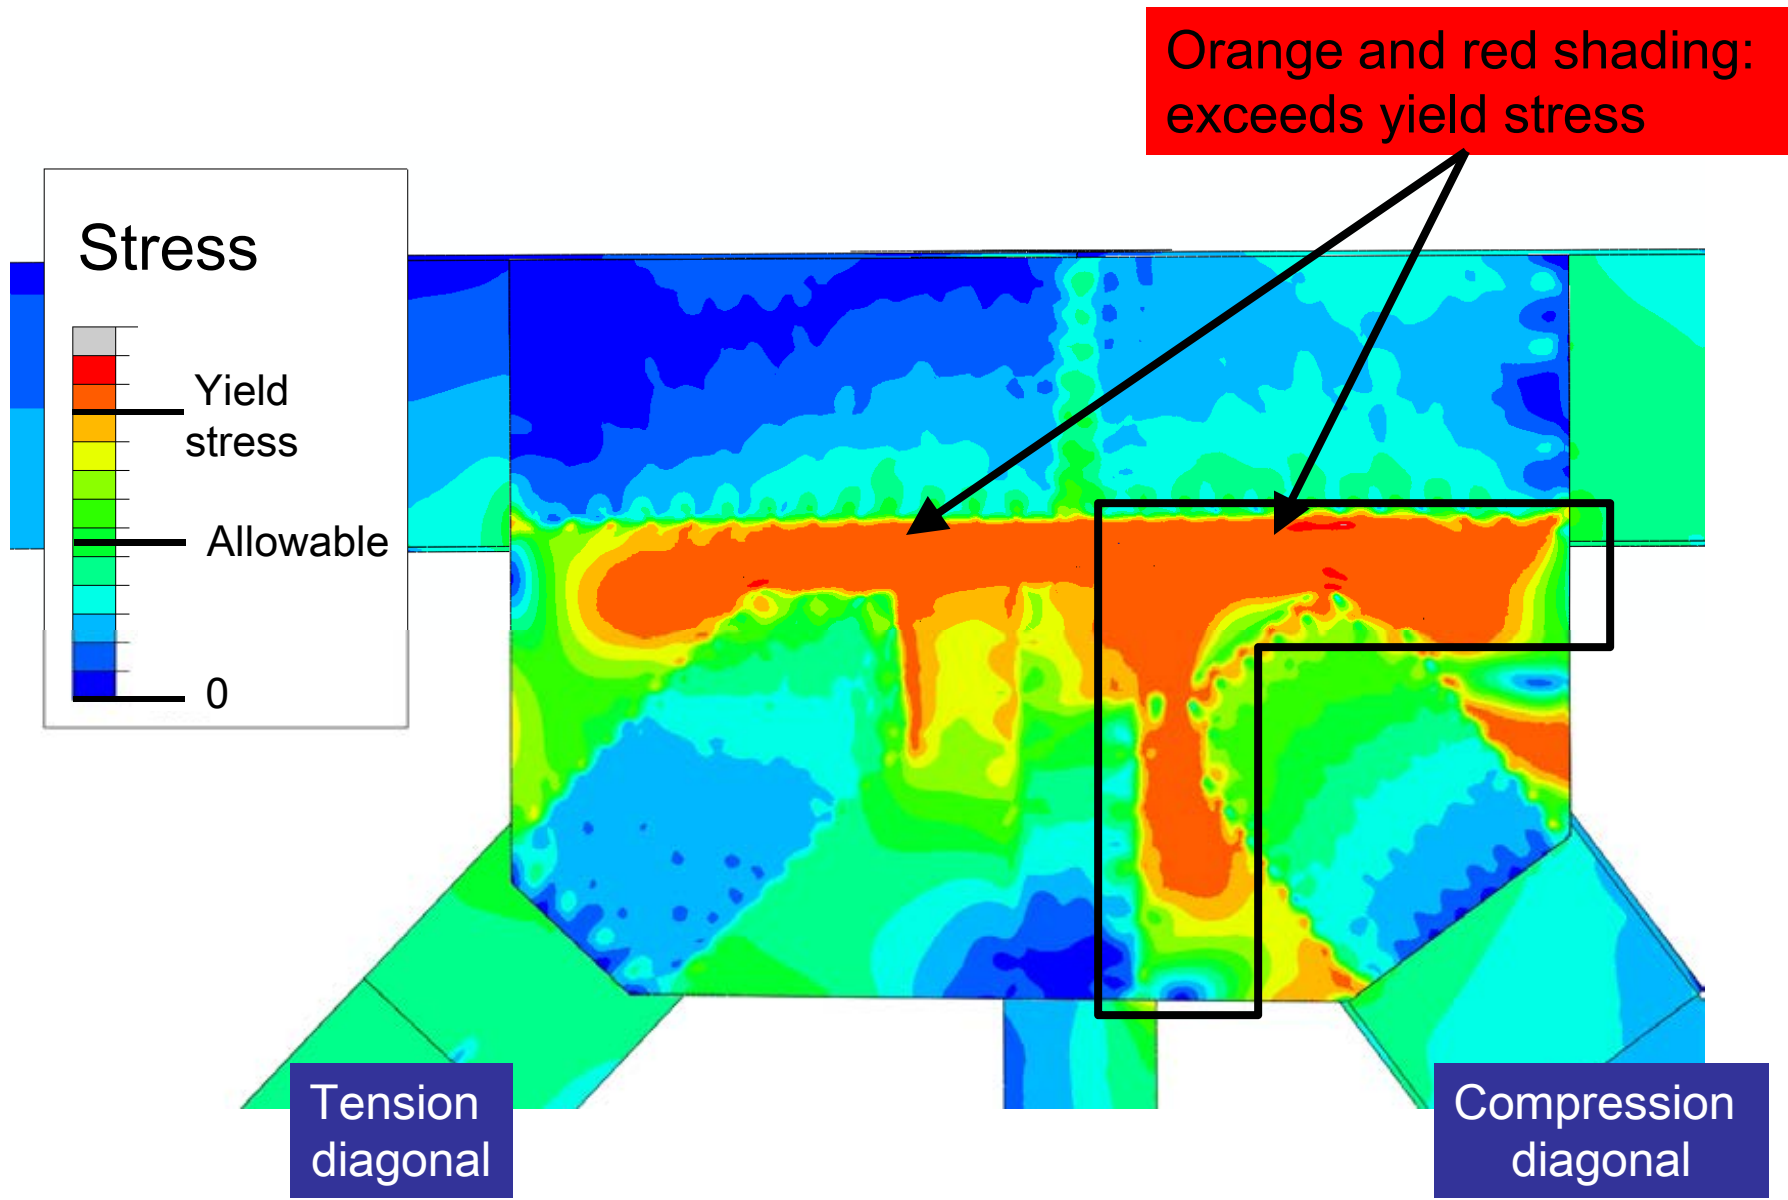 Orange and red shading:
exceeds yield stress
Stress
Yield
stress
Allowable
0
Tension
diagonal
Compression
diagonal